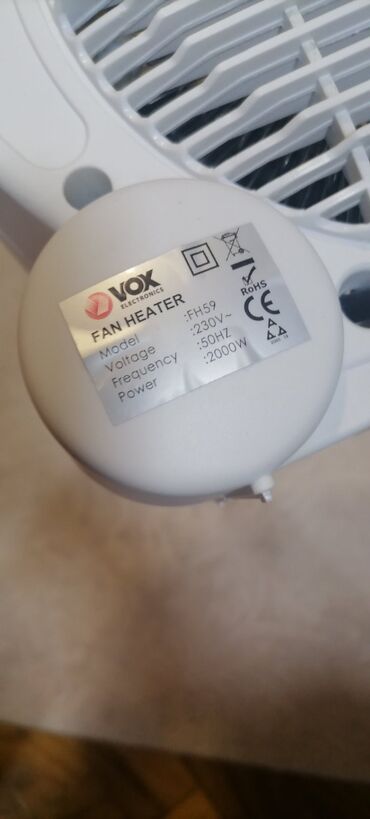 VOX
ELECTRONICS
FAN HEATER
Model :FH59
Voltage :230V~
Frequency :50HZ
Power :2000W
RoHS
CE